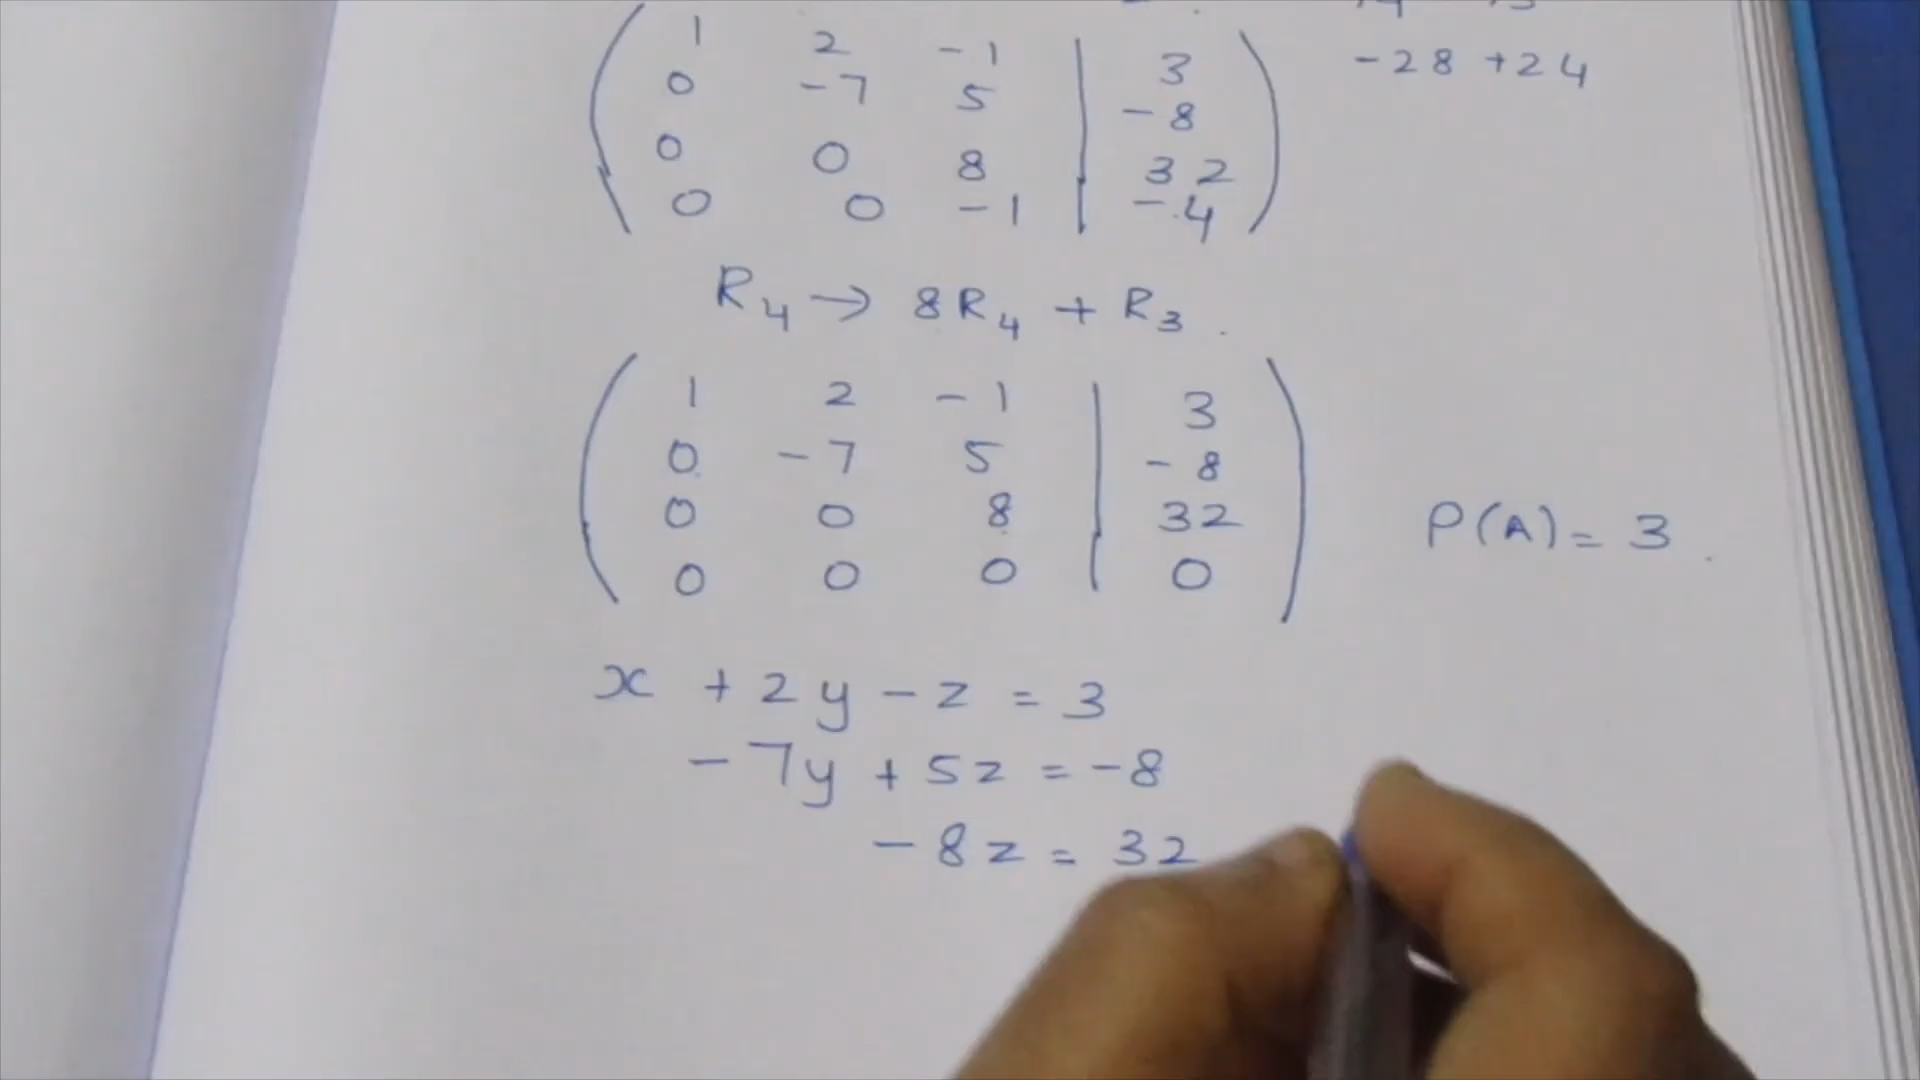 1 2 -1 | 3
-28 +24
0 -7 5 | -8
0 0 8 | 32
0 0 -1 | -4
R4 → 8R4 + R3.
1 2 -1 | 3
0 -7 5 | -8
0 0 8 | 32
0 0 0 | 0
P(A) = 3.
x + 2y - z = 3
-7y + 5z = -8
-8z = 32